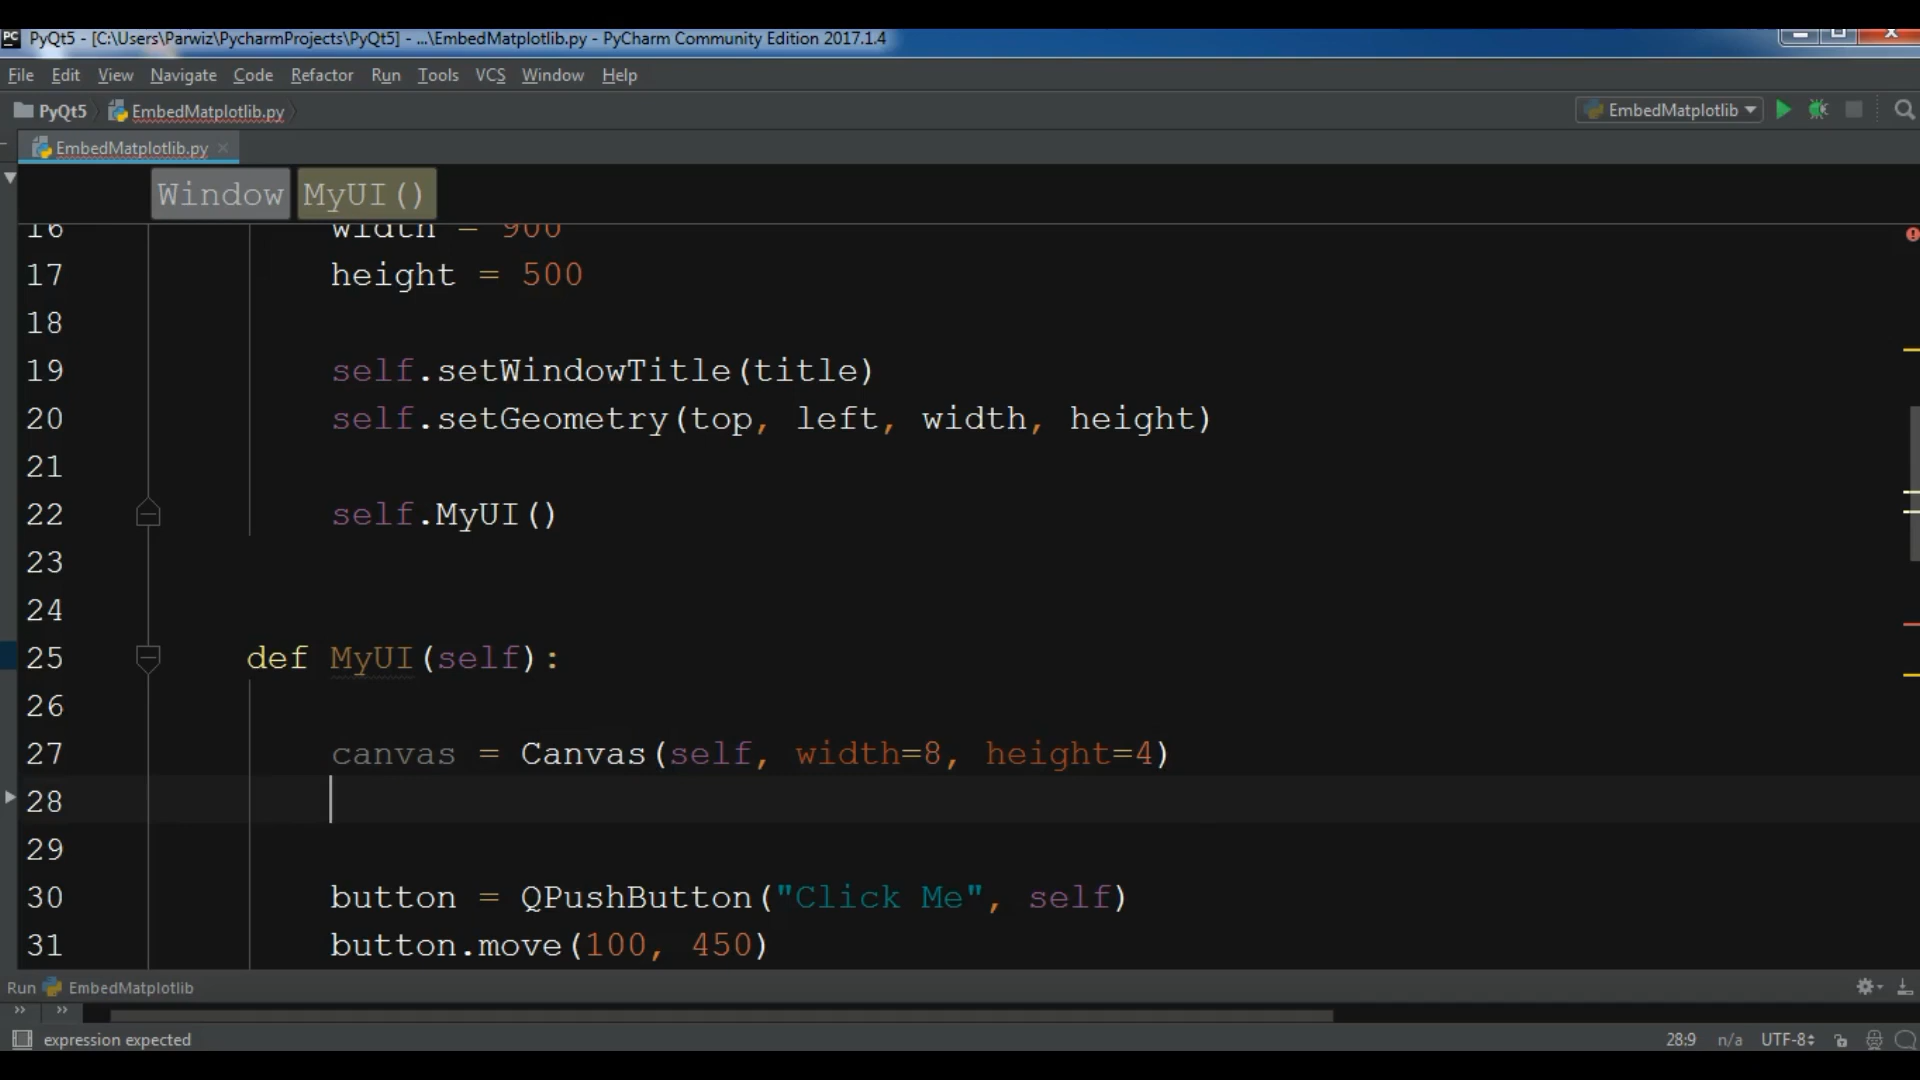 PyQt5 - [C:\Users\Parwiz\PycharmProjects\PyQt5] - ...\EmbedMatplotlib.py - PyCharm Community Edition 2017.1.4
File Edit View Navigate Code Refactor Run Tools VCS Window Help
PyQt5 EmbedMatplotlib.py EmbedMatplotlib
EmbedMatplotlib.py
Window MyUI()
16 width = 900
17 height = 500
18
19 self.setWindowTitle(title)
20 self.setGeometry(top, left, width, height)
21
22 self.MyUI()
23
24
25 def MyUI(self):
26
27 canvas = Canvas(self, width=8, height=4)
28
29
30 button = QPushButton("Click Me", self)
31 button.move(100, 450)
Run EmbedMatplotlib
expression expected 28:9 n/a UTF-8